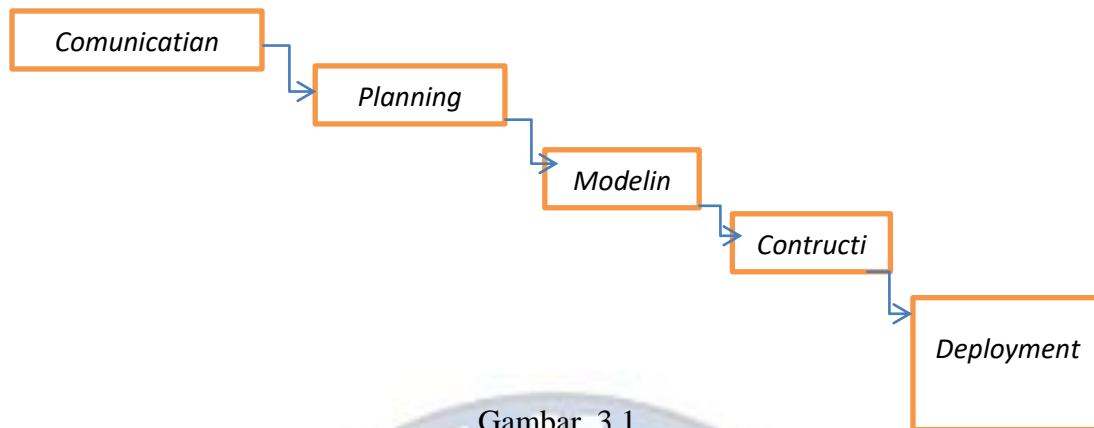 Comunicatian
Planning
Modelin
Contructi
Deployment
Gambar 3.1